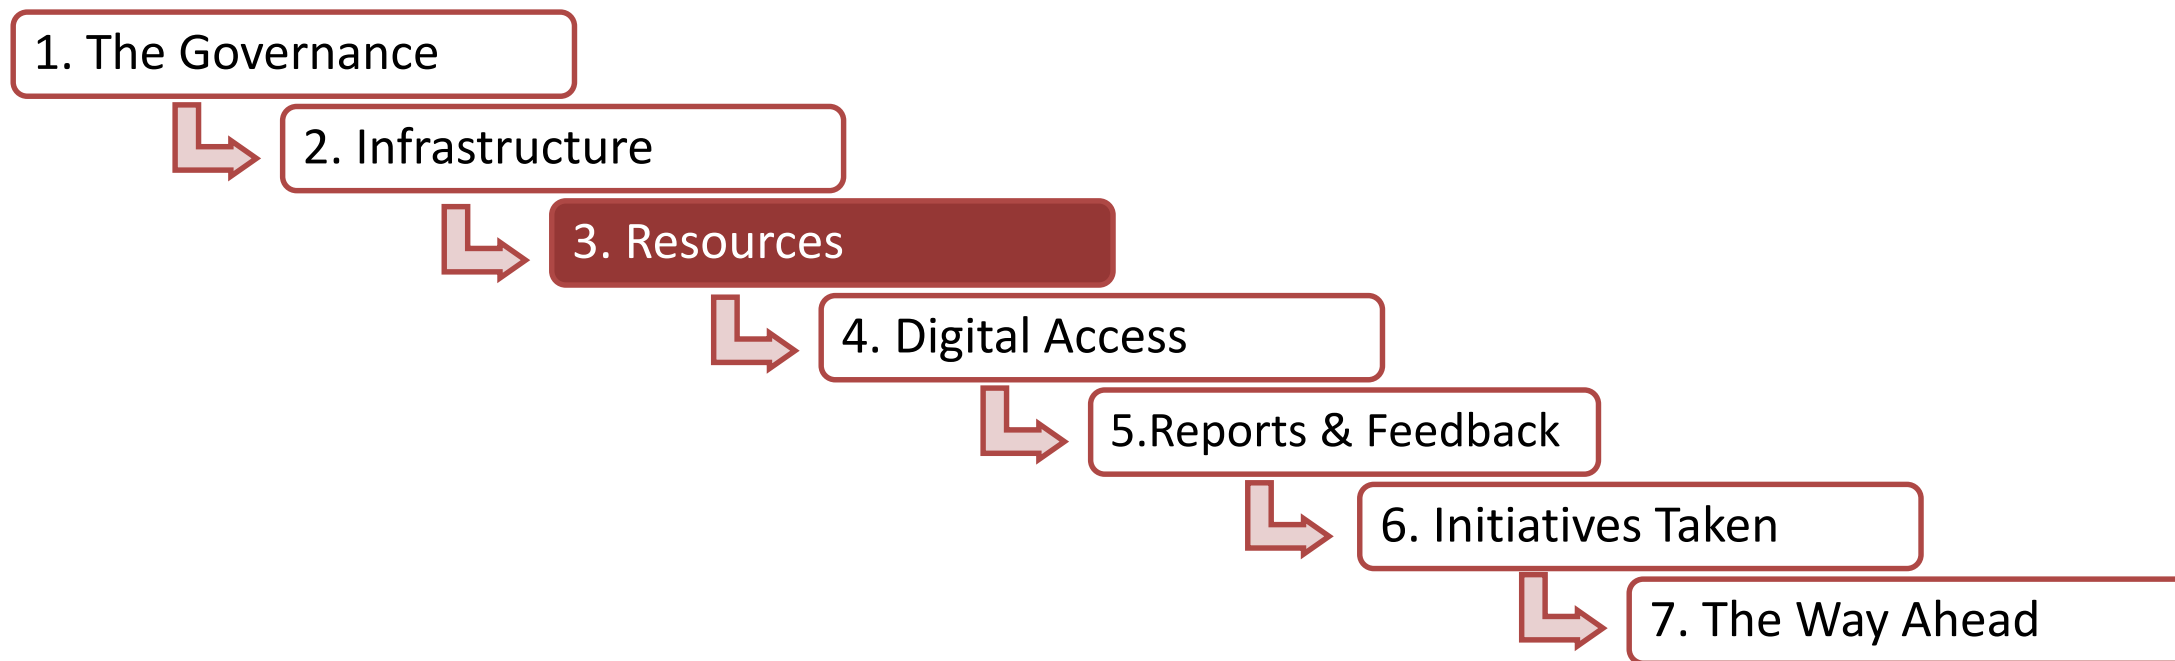 1. The Governance
2. Infrastructure
3. Resources
4. Digital Access
5.Reports & Feedback
6. Initiatives Taken
7. The Way Ahead